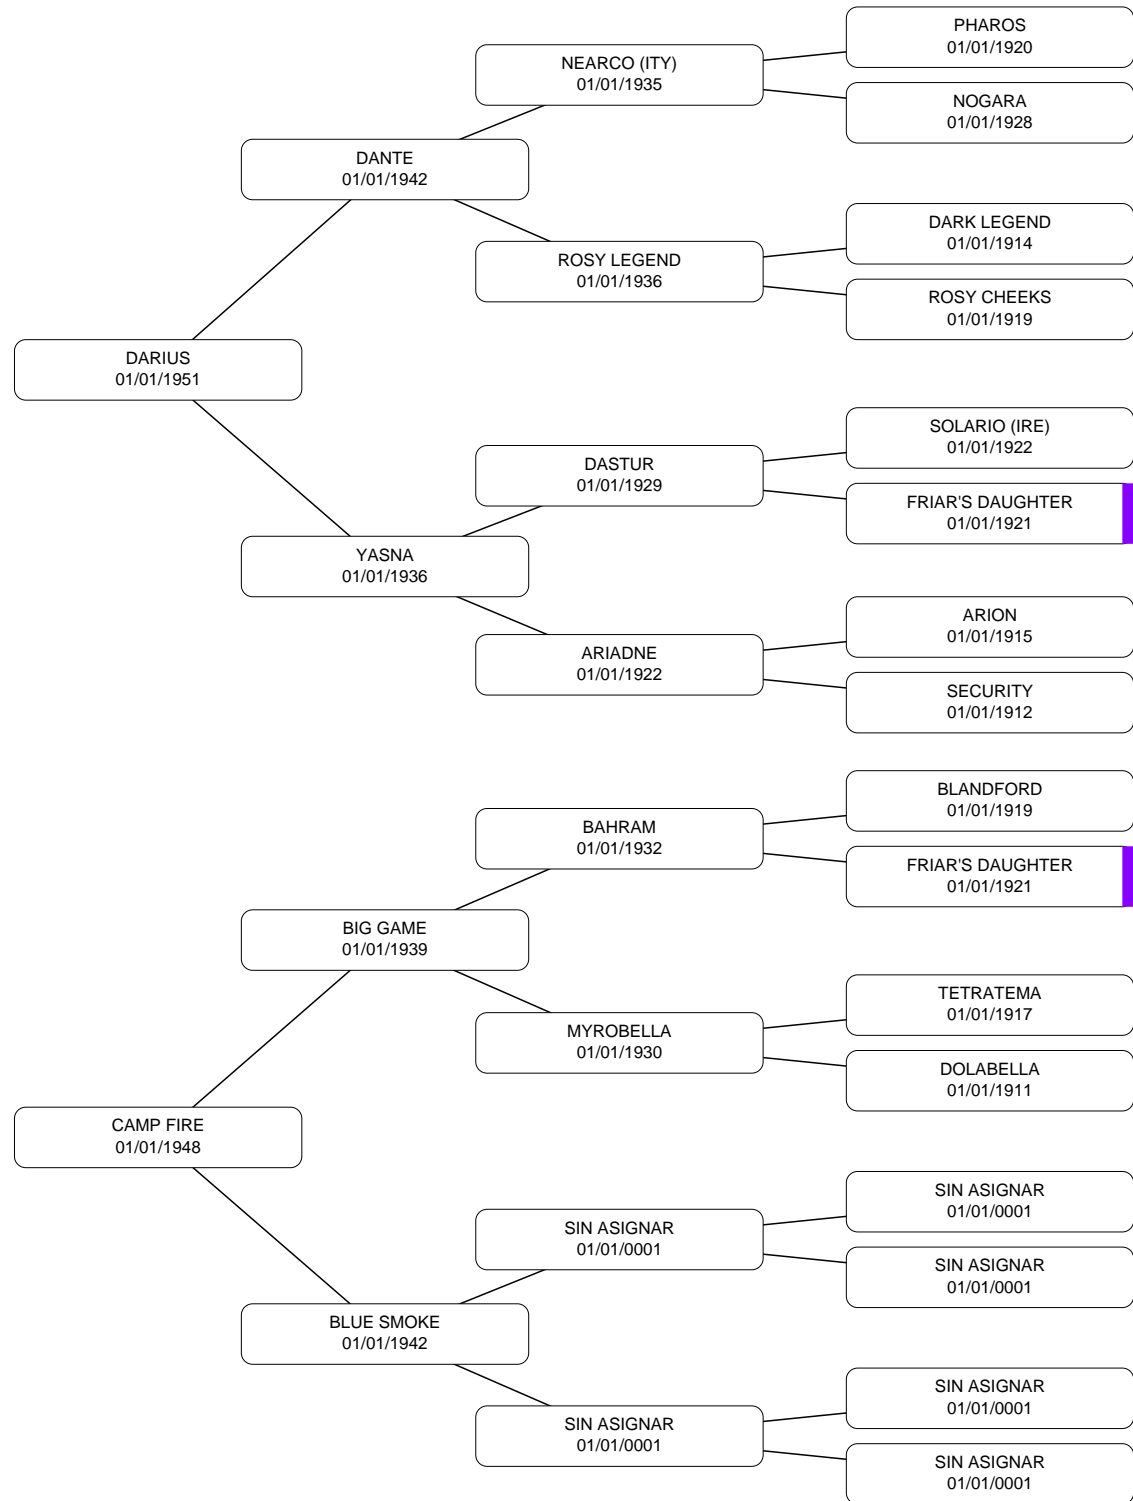 PHAROS
01/01/1920
NEARCO (ITY)
01/01/1935
NOGARA
01/01/1928
DANTE
01/01/1942
DARK LEGEND
01/01/1914
ROSY LEGEND
01/01/1936
ROSY CHEEKS
01/01/1919
DARIUS
01/01/1951
SOLARIO (IRE)
01/01/1922
DASTUR
01/01/1929
FRIAR'S DAUGHTER
01/01/1921
YASNA
01/01/1936
ARION
01/01/1915
ARIADNE
01/01/1922
SECURITY
01/01/1912
BLANDFORD
01/01/1919
BAHRAM
01/01/1932
FRIAR'S DAUGHTER
01/01/1921
BIG GAME
01/01/1939
TETRATEMA
01/01/1917
MYROBELLA
01/01/1930
DOLABELLA
01/01/1911
CAMP FIRE
01/01/1948
SIN ASIGNAR
01/01/0001
SIN ASIGNAR
01/01/0001
SIN ASIGNAR
01/01/0001
BLUE SMOKE
01/01/1942
SIN ASIGNAR
01/01/0001
SIN ASIGNAR
01/01/0001
SIN ASIGNAR
01/01/0001